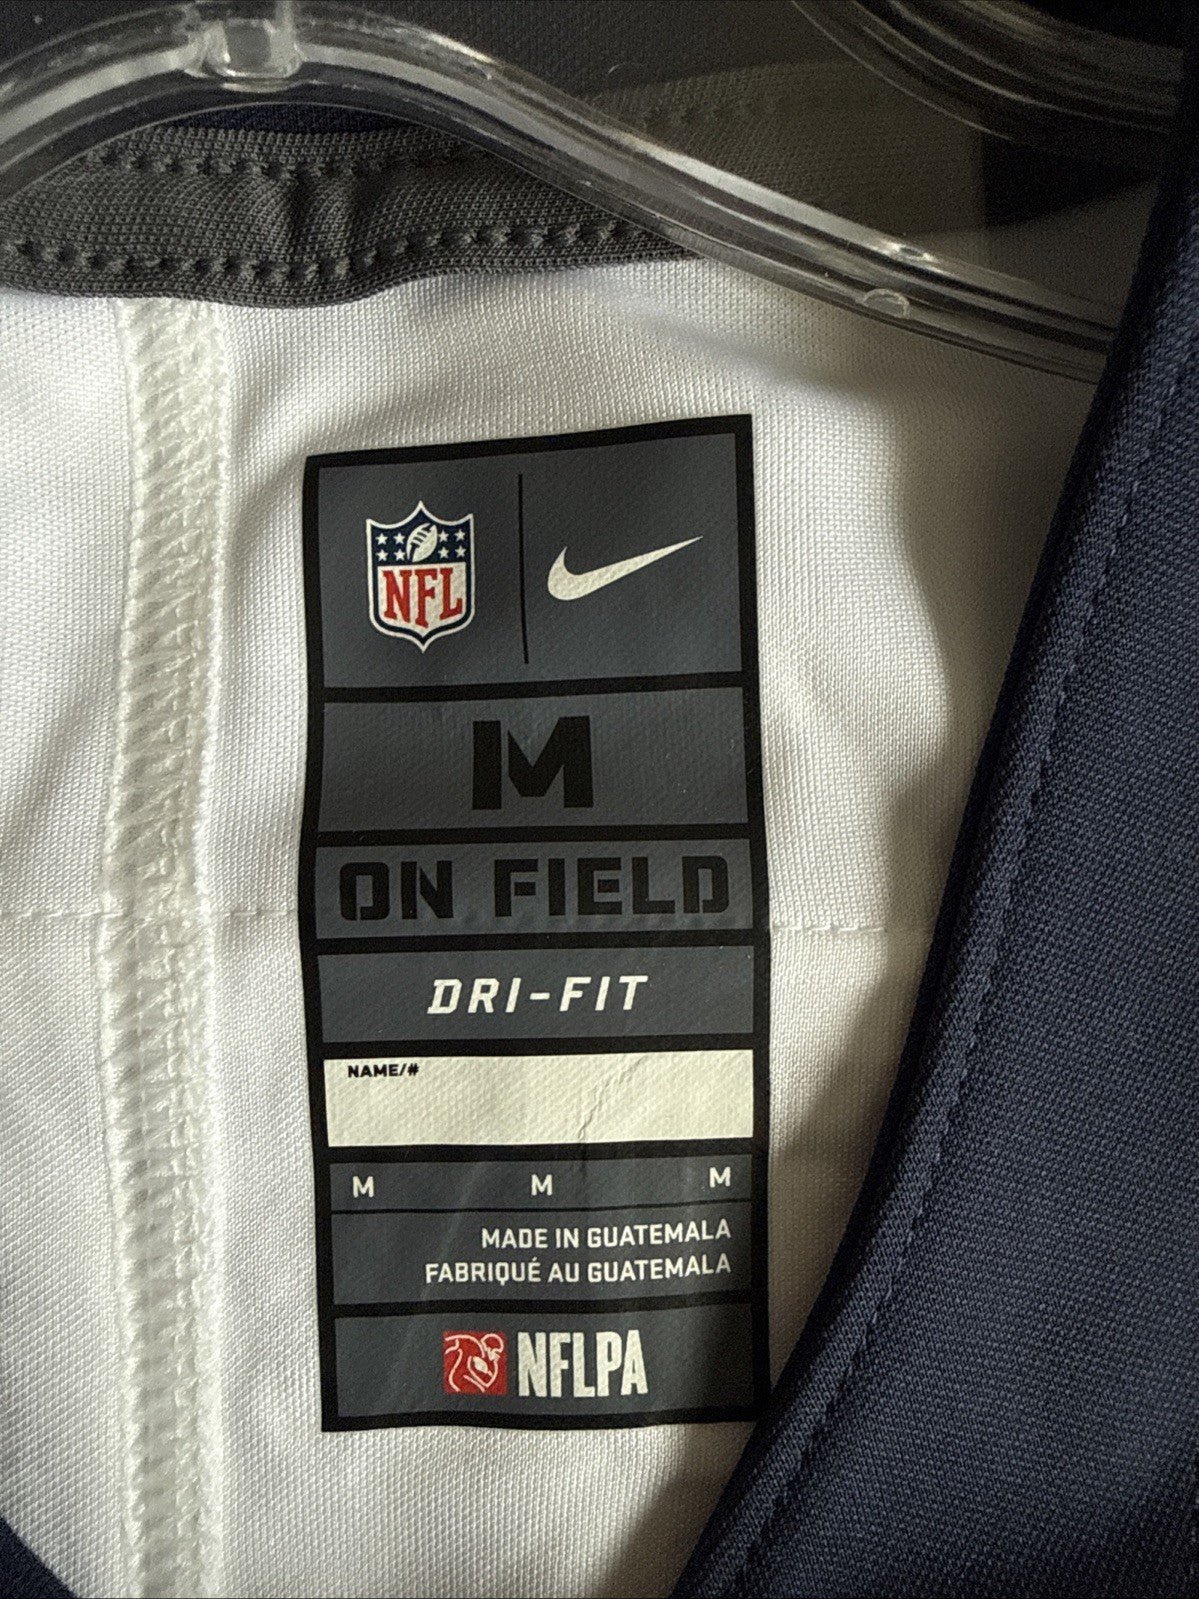 NFL
M
ON FIELD
DRI-FIT
NAME/#
M M M
MADE IN GUATEMALA
FABRIQUÉ AU GUATEMALA
NFLPA